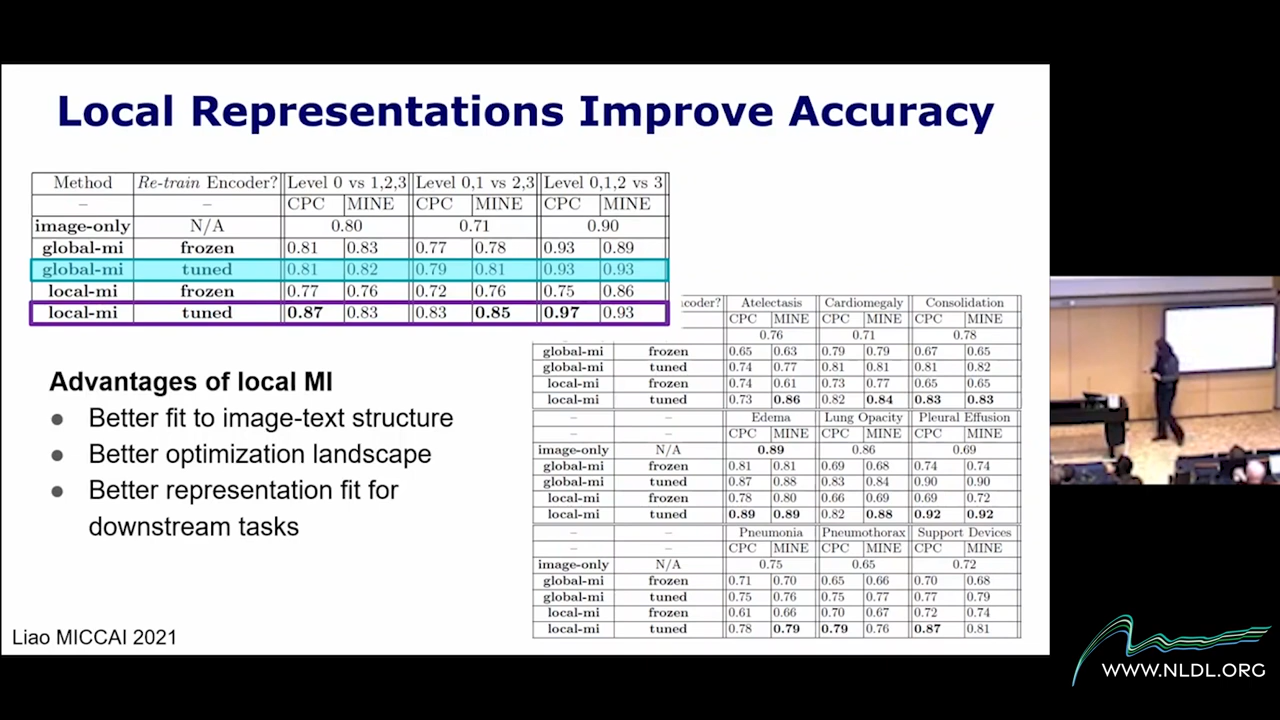 Local Representations Improve Accuracy
Method Re-train Encoder? Level 0 vs 1,2,3 Level 0,1 vs 2,3 Level 0,1,2 vs 3
– – CPC MINE CPC MINE CPC MINE
image-only N/A 0.80 0.71 0.90
global-mi frozen 0.81 0.83 0.77 0.78 0.93 0.89
global-mi tuned 0.81 0.82 0.79 0.81 0.93 0.93
local-mi frozen 0.77 0.76 0.72 0.76 0.75 0.86
local-mi tuned 0.87 0.83 0.83 0.85 0.97 0.93
Advantages of local MI
● Better fit to image-text structure
● Better optimization landscape
● Better representation fit for
downstream tasks
coder? Atelectasis Cardiomegaly Consolidation
CPC MINE CPC MINE CPC MINE
0.76 0.71 0.78
global-mi frozen 0.65 0.63 0.79 0.79 0.67 0.65
global-mi tuned 0.74 0.77 0.81 0.81 0.81 0.82
local-mi frozen 0.74 0.61 0.73 0.77 0.65 0.65
local-mi tuned 0.73 0.86 0.82 0.84 0.83 0.83
– – Edema Lung Opacity Pleural Effusion
– – CPC MINE CPC MINE CPC MINE
image-only N/A 0.89 0.86 0.69
global-mi frozen 0.81 0.81 0.69 0.68 0.74 0.74
global-mi tuned 0.87 0.88 0.83 0.84 0.90 0.90
local-mi frozen 0.78 0.80 0.66 0.69 0.69 0.72
local-mi tuned 0.89 0.89 0.82 0.88 0.92 0.92
– – Pneumonia Pneumothorax Support Devices
– – CPC MINE CPC MINE CPC MINE
image-only N/A 0.75 0.65 0.72
global-mi frozen 0.71 0.70 0.65 0.66 0.70 0.68
global-mi tuned 0.75 0.76 0.75 0.77 0.77 0.79
local-mi frozen 0.61 0.66 0.70 0.67 0.72 0.74
local-mi tuned 0.78 0.79 0.79 0.76 0.87 0.81
Liao MICCAI 2021
WWW.NLDL.ORG